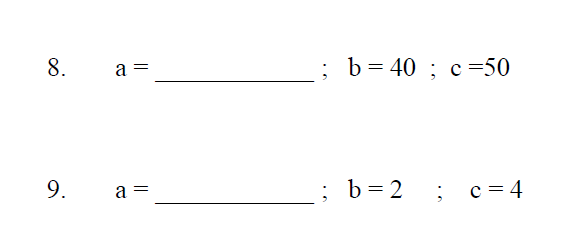 8. a = ____________ ; b = 40 ; c =50
9. a = ____________ ; b = 2 ; c = 4